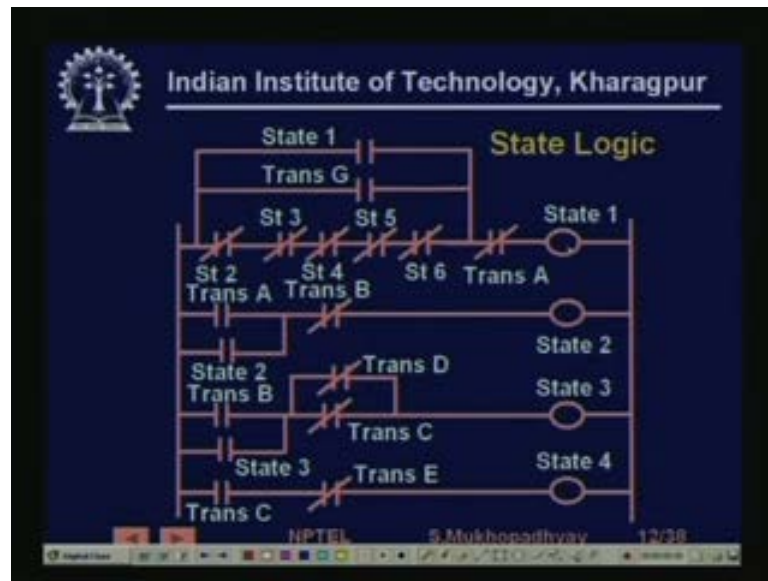 Indian Institute of Technology, Kharagpur
State Logic
State 1
Trans G
St 3 St 5 State 1
St 2 St 4 St 6 Trans A
Trans A Trans B
State 2
State 2
Trans D
Trans B State 3
Trans C
State 3 State 4
Trans E
Trans C
NPTEL S.Mukhopadhyay 12/38